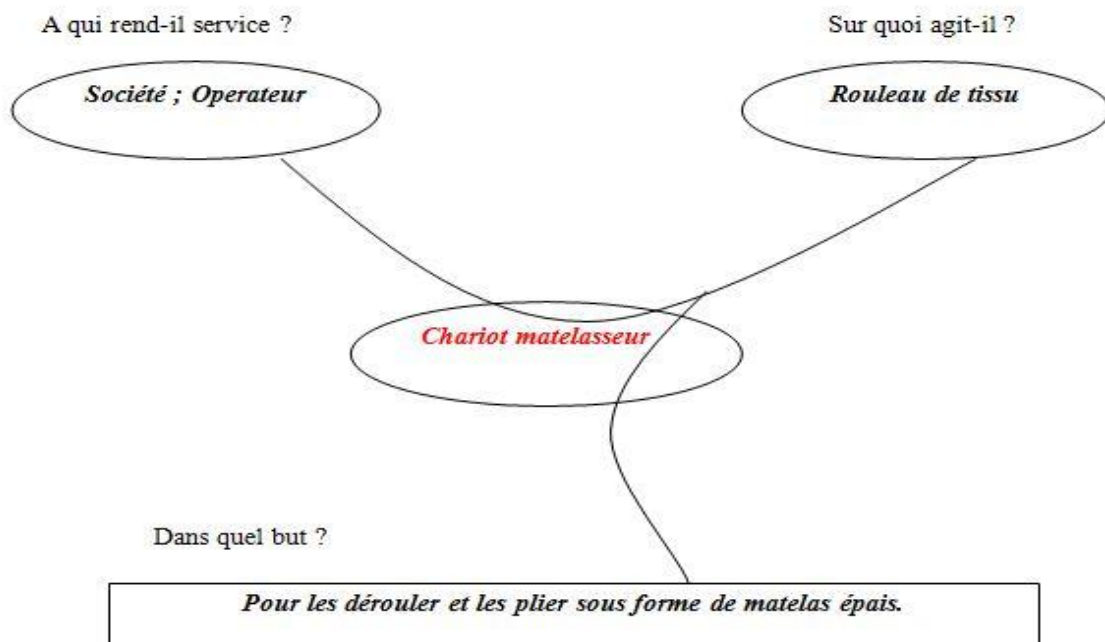 A qui rend-il service ?
Sur quoi agit-il ?
Société ; Operateur
Rouleau de tissu
Chariot matelasseur
Dans quel but ?
Pour les dérouler et les plier sous forme de matelas épais.